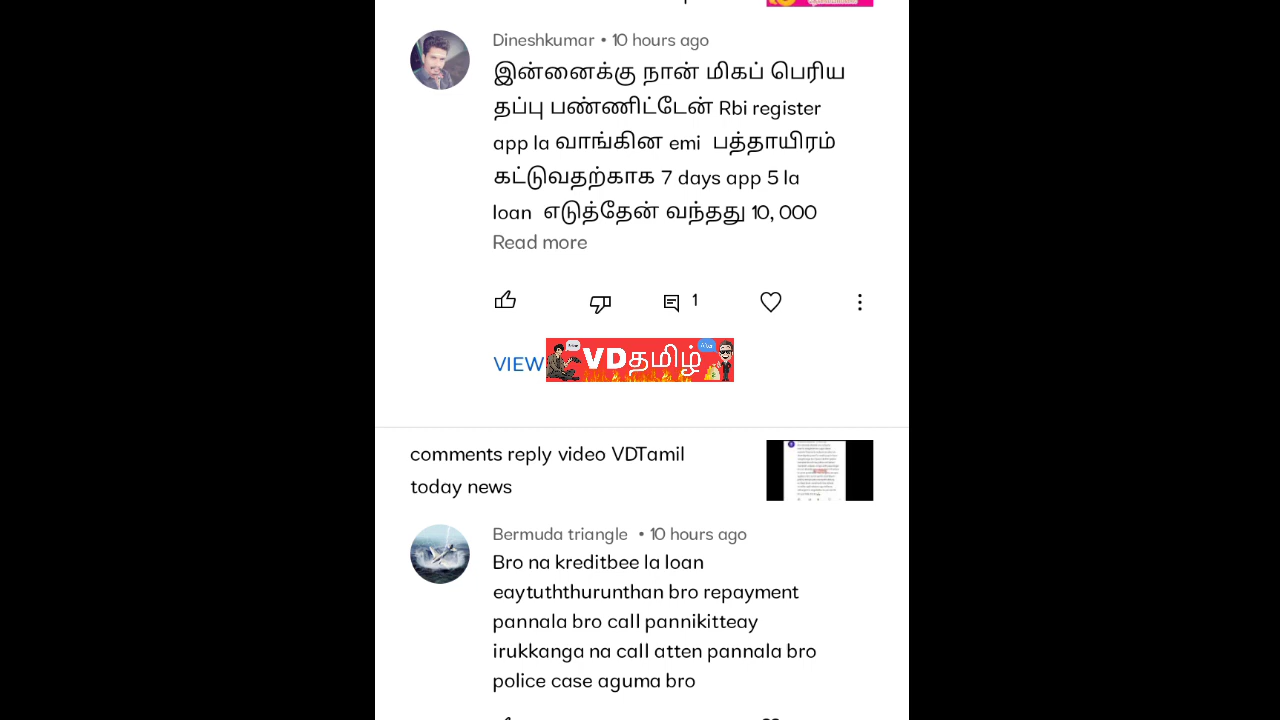 Dineshkumar • 10 hours ago
இன்னைக்கு நான் மிகப் பெரிய
தப்பு பண்ணிட்டேன் Rbi register
app la வாங்கின emi பத்தாயிரம்
கட்டுவதற்காக 7 days app 5 la
loan எடுத்தேன் வந்தது 10, 000
Read more
1
VIEW
VDதமிழ்
comments reply video VDTamil
today news
Bermuda triangle • 10 hours ago
Bro na kreditbee la loan
eaytuththurunthan bro repayment
pannala bro call pannikitteay
irukkanga na call atten pannala bro
police case aguma bro